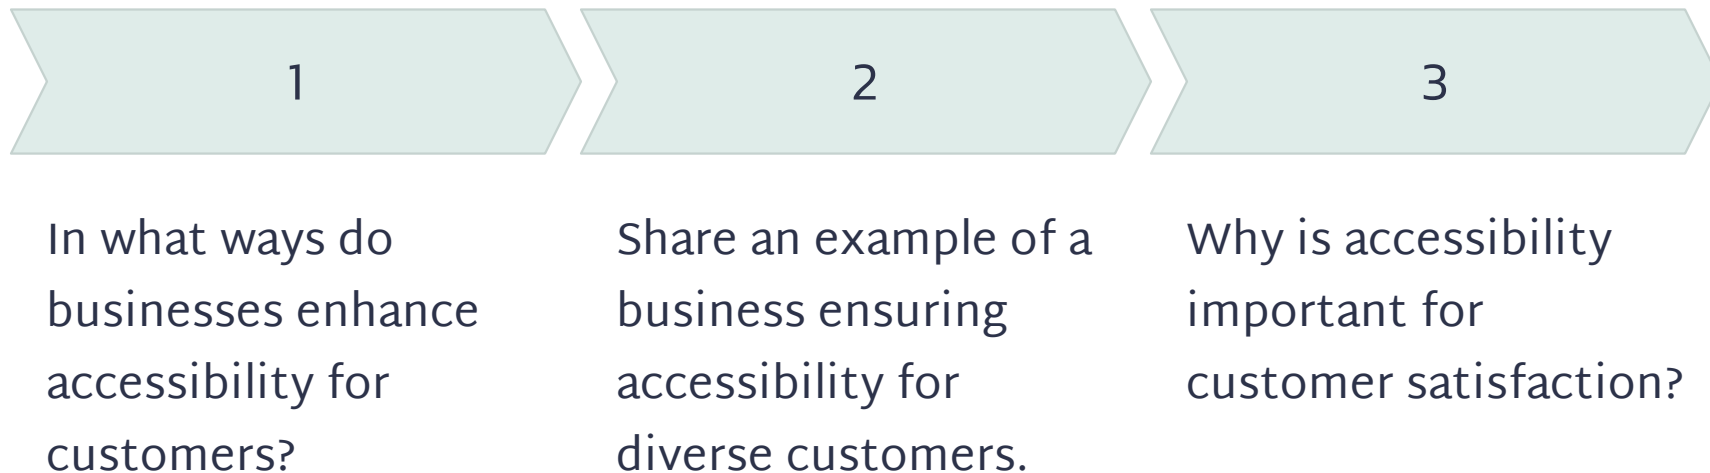 1
In what ways do
businesses enhance
accessibility for
customers?
2
Share an example of a
business ensuring
accessibility for
diverse customers.
3
Why is accessibility
important for
customer satisfaction?